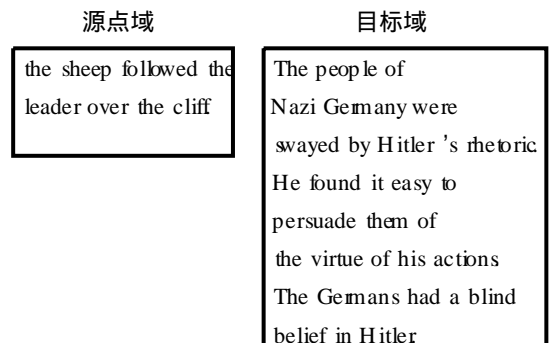 源点域
目标域
the sheep followed the
leader over the cliff.
The people of
Nazi Germany were
swayed by Hitler ’s rhetoric.
He found it easy to
persuade them of
the virtue of his actions.
The Germans had a blind
belief in Hitler.